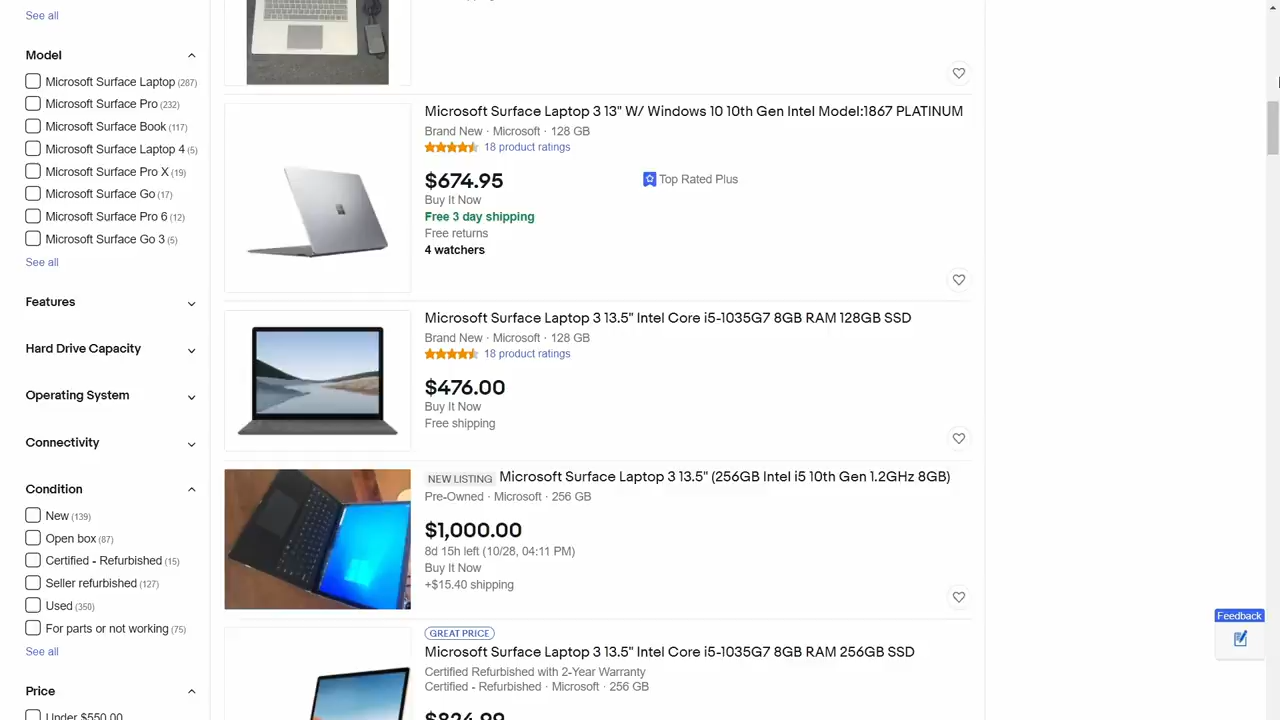 See all
Model
Microsoft Surface Laptop (287)
Microsoft Surface Pro (232)
Microsoft Surface Book (117)
Microsoft Surface Laptop 4 (5)
Microsoft Surface Pro X (19)
Microsoft Surface Go (17)
Microsoft Surface Pro 6 (12)
Microsoft Surface Go 3 (5)
See all
Features
Hard Drive Capacity
Operating System
Connectivity
Condition
New (139)
Open box (87)
Certified - Refurbished (15)
Seller refurbished (127)
Used (350)
For parts or not working (75)
See all
Price
Under $550.00
Microsoft Surface Laptop 3 13" W/ Windows 10 10th Gen Intel Model:1867 PLATINUM
Brand New · Microsoft · 128 GB
18 product ratings
$674.95
Top Rated Plus
Buy It Now
Free 3 day shipping
Free returns
4 watchers
Microsoft Surface Laptop 3 13.5" Intel Core i5-1035G7 8GB RAM 128GB SSD
Brand New · Microsoft · 128 GB
18 product ratings
$476.00
Buy It Now
Free shipping
NEW LISTING Microsoft Surface Laptop 3 13.5" (256GB Intel i5 10th Gen 1.2GHz 8GB)
Pre-Owned · Microsoft · 256 GB
$1,000.00
8d 15h left (10/28, 04:11 PM)
Buy It Now
+$15.40 shipping
GREAT PRICE
Microsoft Surface Laptop 3 13.5" Intel Core i5-1035G7 8GB RAM 256GB SSD
Certified Refurbished with 2-Year Warranty
Certified - Refurbished · Microsoft · 256 GB
$824.99
Feedback